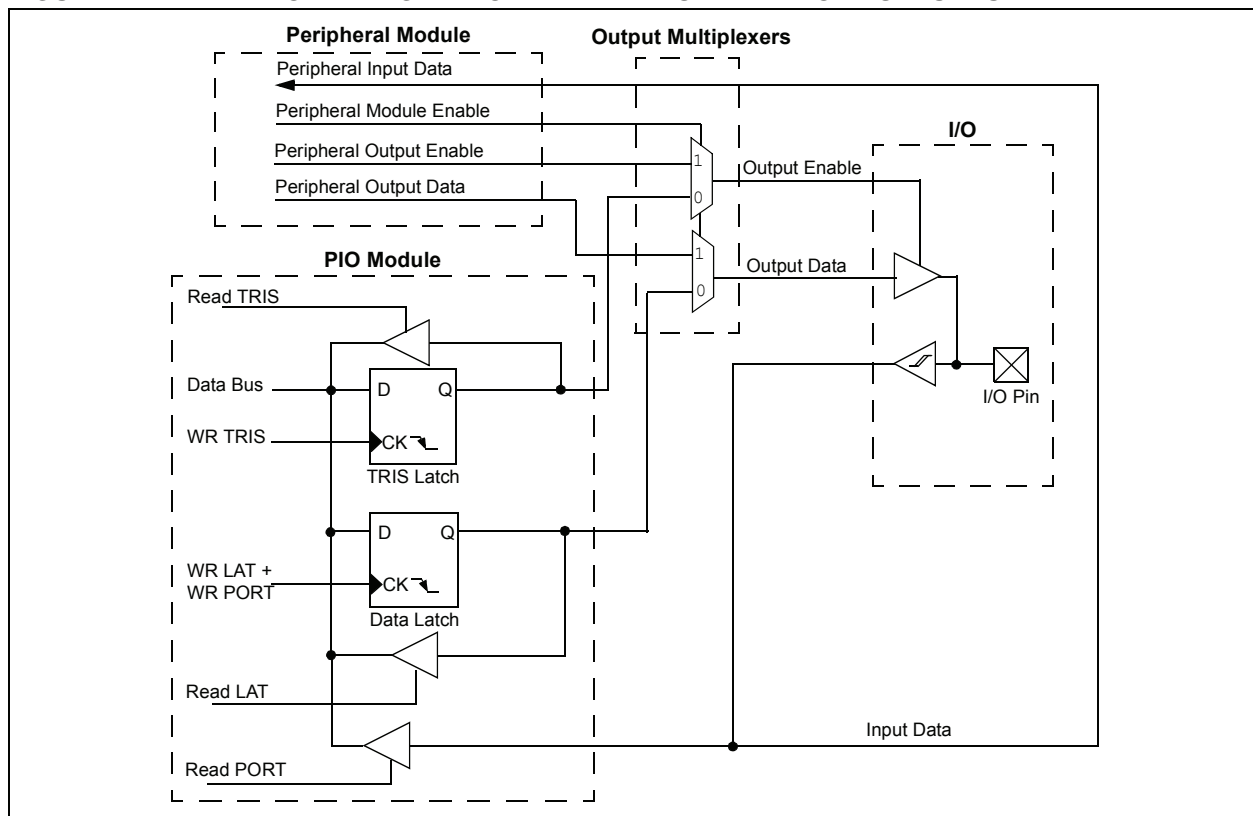 Peripheral Module
Output Multiplexers
Peripheral Input Data
Peripheral Module Enable
I/O
Peripheral Output Enable
1
Output Enable
Peripheral Output Data
0
PIO Module
1
Output Data
Read TRIS
0
Data Bus
D
Q
I/O Pin
WR TRIS
CK
TRIS Latch
D
Q
WR LAT +
WR PORT
CK
Data Latch
Read LAT
Input Data
Read PORT